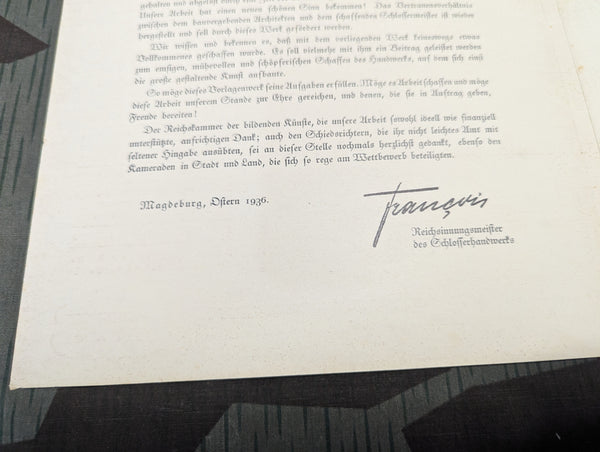 gehalten und abgelöst durch
Unsere Arbeit hat einen neuen schönen Sinn bekommen! Das Vertrauensverhältnis
zwischen dem bauvergebenden Architekten und dem schaffenden Schlossermeister ist wieder
hergestellt und soll durch dieses Werk gefördert werden.
Wir wissen und bekennen es, daß mit dem vorliegenden Werk keineswegs etwas
Vollkommenes geschaffen wurde. Es soll vielmehr mit ihm ein Beitrag geleistet werden
zum emsigen, mühevollen und schöpferischen Schaffen des Handwerks, auf dem sich einst
die große gestaltende Kunst aufbaute.
So möge dieses Vorlagenwerk seine Aufgaben erfüllen. Möge es Arbeit schaffen und möge
diese Arbeit unserem Stande zur Ehre gereichen und denen, die sie in Auftrag geben,
Freude bereiten!
Der Reichskammer der bildenden Künste, die unsere Arbeit sowohl ideell wie finanziell
unterstützte, aufrichtigen Dank; auch den Schiedsrichtern, die ihr nicht leichtes Amt mit
seltener Hingabe ausübten, sei an dieser Stelle nochmals herzlichst gedankt, ebenso den
Kameraden in Stadt und Land, die sich so rege am Wettbewerb beteiligten.
Magdeburg, Ostern 1936.
François
Reichsinnungsmeister
des Schlosserhandwerks